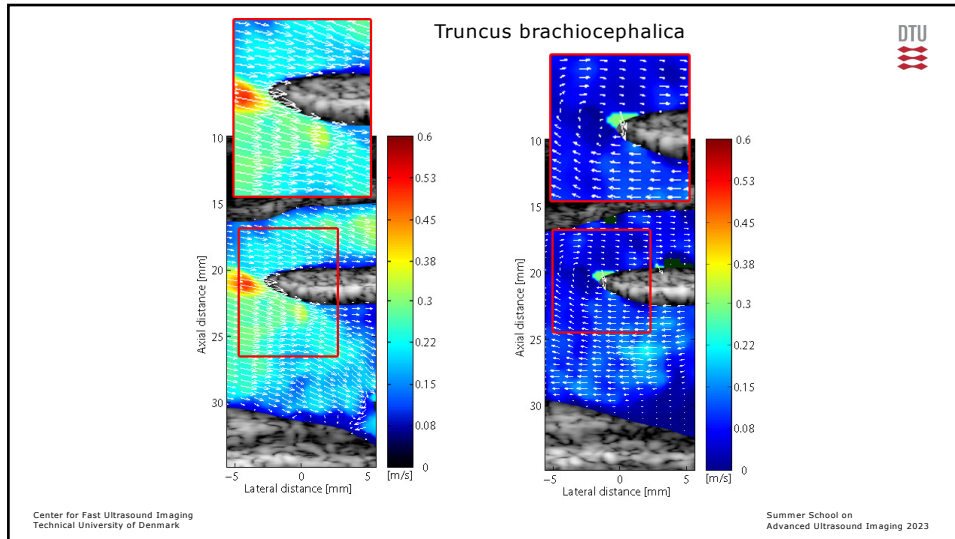 Truncus brachiocephalica
DTU
10
15
20
25
30
Axial distance [mm]
−5
0
5
Lateral distance [mm]
0.6
0.53
0.45
0.38
0.3
0.22
0.15
0.08
0
[m/s]
10
15
20
25
30
Axial distance [mm]
−5
0
5
Lateral distance [mm]
0.6
0.53
0.45
0.38
0.3
0.22
0.15
0.08
0
[m/s]
Center for Fast Ultrasound Imaging
Technical University of Denmark
Summer School on
Advanced Ultrasound Imaging 2023